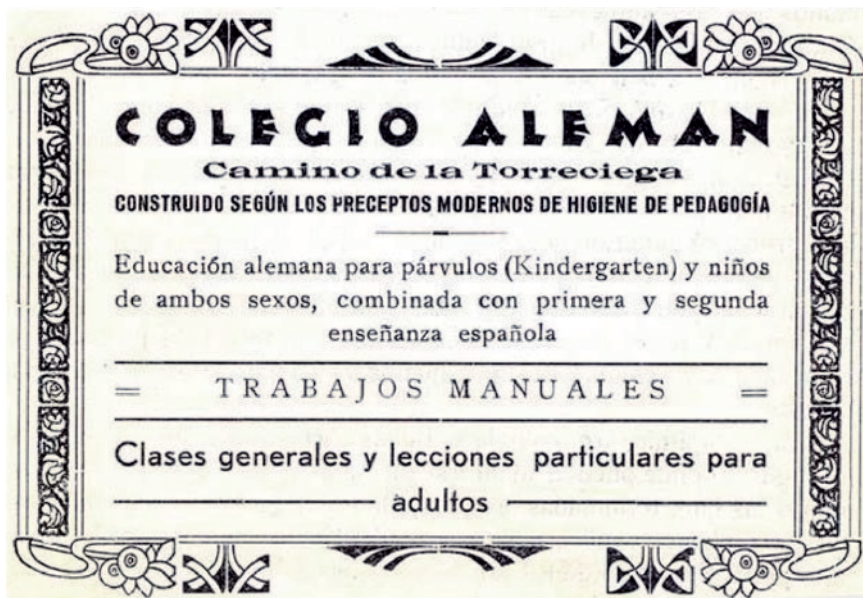 COLEGIO ALEMAN
Camino de la Torreciega
CONSTRUIDO SEGÚN LOS PRECEPTOS MODERNOS DE HIGIENE DE PEDAGOGÍA
Educación alemana para párvulos (Kindergarten) y niños
de ambos sexos, combinada con primera y segunda
enseñanza española
TRABAJOS MANUALES
Clases generales y lecciones particulares para
adultos